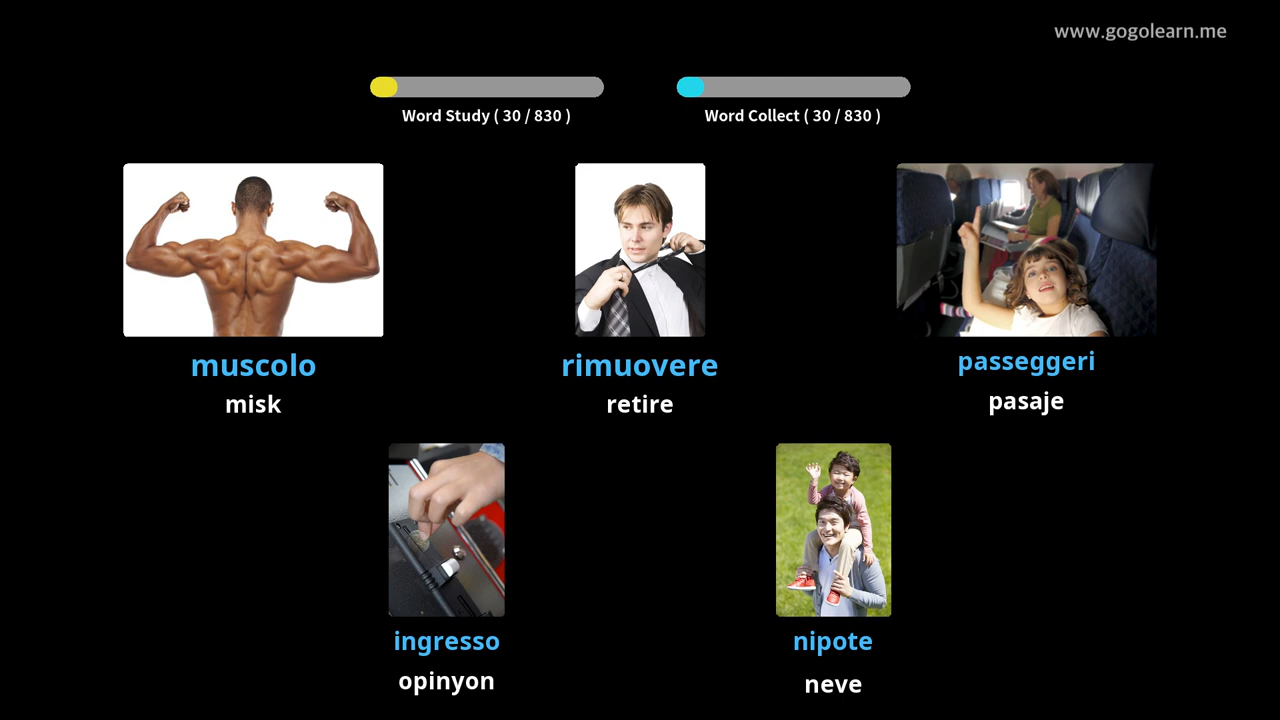 www.gogolearn.me
Word Study ( 30 / 830 )
Word Collect ( 30 / 830 )
muscolo
misk
rimuovere
retire
passeggeri
pasaje
ingresso
opinyon
nipote
neve